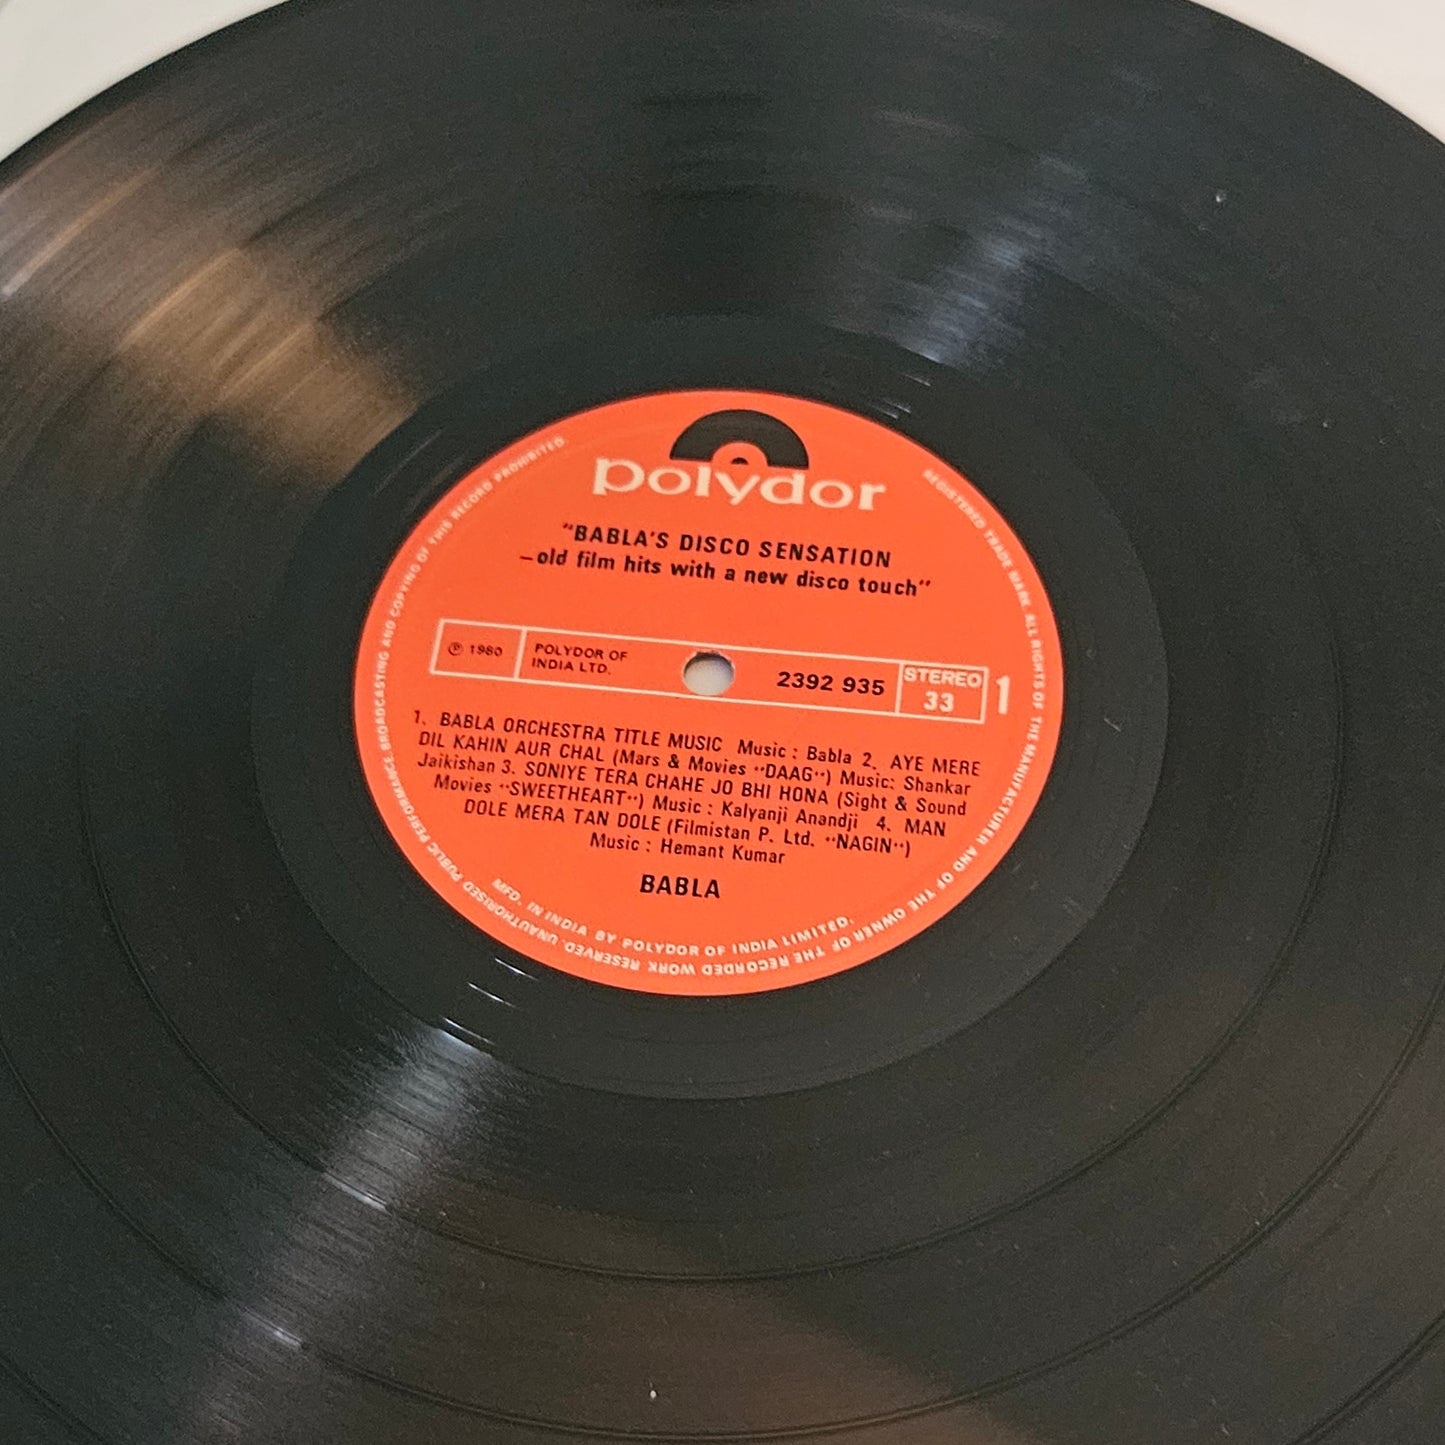 polydor
"BABLA'S DISCO SENSATION
—old film hits with a new disco touch"
℗ 1980
POLYDOR OF
INDIA LTD.
2392 935
STEREO
33
1
1. BABLA ORCHESTRA TITLE MUSIC Music : Babla 2. AYE MERE
DIL KAHIN AUR CHAL (Mars & Movies "DAAG") Music: Shankar
Jaikishan 3. SONIYE TERA CHAHE JO BHI HONA (Sight & Sound
Movies "SWEETHEART") Music : Kalyanji Anandji 4. MAN
DOLE MERA TAN DOLE (Filmistan P. Ltd. "NAGIN")
Music : Hemant Kumar
BABLA
MFD. IN INDIA BY POLYDOR OF INDIA LIMITED.
REGISTERED TRADE MARK. ALL RIGHTS OF THE MANUFACTURER AND OF THE OWNER OF THE RECORDED WORK RESERVED. UNAUTHORISED PUBLIC PERFORMANCE, BROADCASTING AND COPYING OF THIS RECORD PROHIBITED.